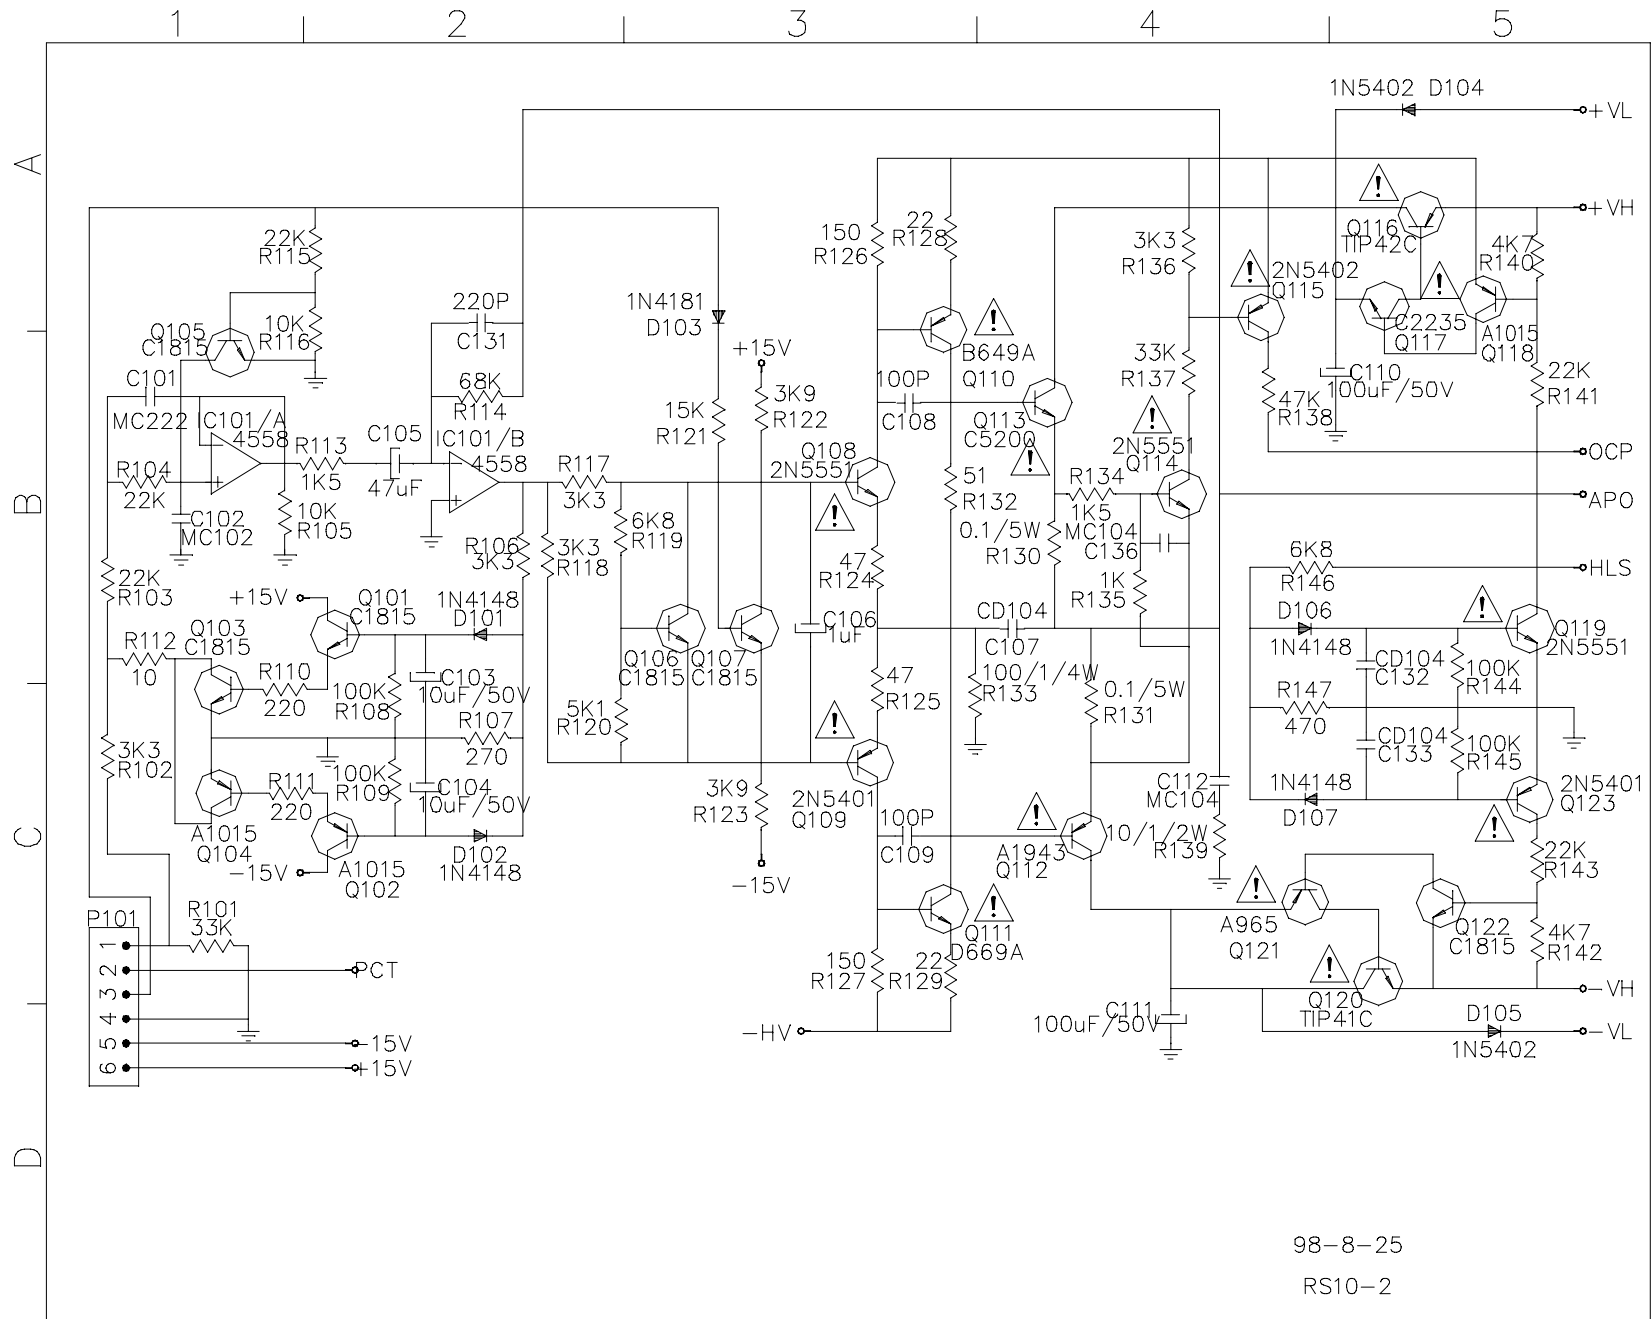 1 2 3 4 5
A
B
C
D
1N5402 D104
+VL
+VH
22K
R115
150
R126
22
R128
3K3
R136
Q116
TIP42C
4K7
R140
2N5402
Q115
220P
C131
1N4181
D103
10K
R116
Q105
C1815
+15V
B649A
Q110
33K
R137
C2235
Q117
A1015
Q118
C101
MC222
68K
R114
3K9
R122
100P
C108
C110
100uF/50V
22K
R141
IC101/A
4558
R113
1K5
C105
47uF
IC101/B
4558
15K
R121
Q113
C5200
2N5551
Q114
47K
R138
R104
22K
R117
3K3
Q108
2N5551
51
R132
R134
1K5
OCP
APO
C102
MC102
10K
R105
6K8
R119
0.1/5W
R130
MC104
C136
R106
3K3
3K3
R118
47
R124
1K
R135
6K8
R146
HLS
22K
R103
+15V
Q101
C1815
1N4148
D101
C106
1uF
CD104
C107
D106
1N4148
Q119
2N5551
R112
10
Q103
C1815
R110
220
100K
R108
C103
10uF/50V
Q106
C1815
Q107
C1815
100/1/4W
R133
CD104
C132
100K
R144
R107
270
5K1
R120
47
R125
0.1/5W
R131
R147
470
3K3
R102
CD104
C133
100K
R145
R111
220
100K
R109
C104
10uF/50V
3K9
R123
2N5401
Q109
C112
MC104
1N4148
D107
2N5401
Q123
A1015
Q104
-15V
A1015
Q102
D102
1N4148
-15V
100P
C109
A1943
Q112
10/1/2W
R139
22K
R143
P101
R101
33K
Q111
D669A
A965
Q121
Q122
C1815
4K7
R142
1
2
3
4
5
6
PCT
150
R127
22
R129
Q120
TIP41C
-VH
-HV
C111
100uF/50V
D105
1N5402
-VL
-15V
+15V
98-8-25
RS10-2